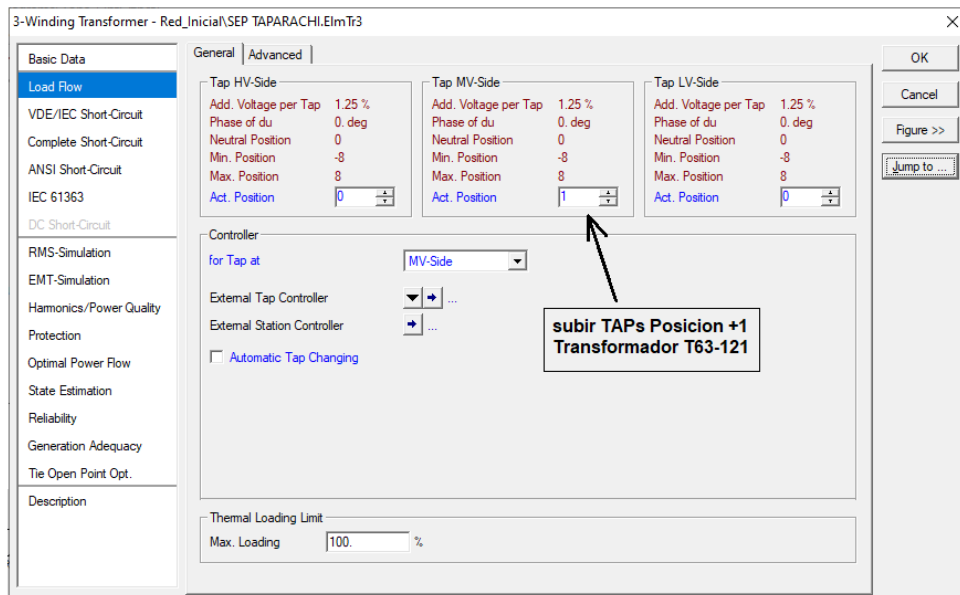 3-Winding Transformer - Red_Inicial\SEP TAPARACHI.ElmTr3
Basic Data
Load Flow
VDE/IEC Short-Circuit
Complete Short-Circuit
ANSI Short-Circuit
IEC 61363
DC Short-Circuit
RMS-Simulation
EMT-Simulation
Harmonics/Power Quality
Protection
Optimal Power Flow
State Estimation
Reliability
Generation Adequacy
Tie Open Point Opt.
Description
General Advanced
Tap HV-Side
Add. Voltage per Tap 1.25 %
Phase of du 0. deg
Neutral Position 0
Min. Position -8
Max. Position 8
Act. Position 0
Tap MV-Side
Add. Voltage per Tap 1.25 %
Phase of du 0. deg
Neutral Position 0
Min. Position -8
Max. Position 8
Act. Position 1
Tap LV-Side
Add. Voltage per Tap 1.25 %
Phase of du 0. deg
Neutral Position 0
Min. Position -8
Max. Position 8
Act. Position 0
Controller
for Tap at MV-Side
External Tap Controller ...
External Station Controller ...
Automatic Tap Changing
subir TAPs Posicion +1
Transformador T63-121
Thermal Loading Limit
Max. Loading 100. %
OK
Cancel
Figure >>
Jump to ...